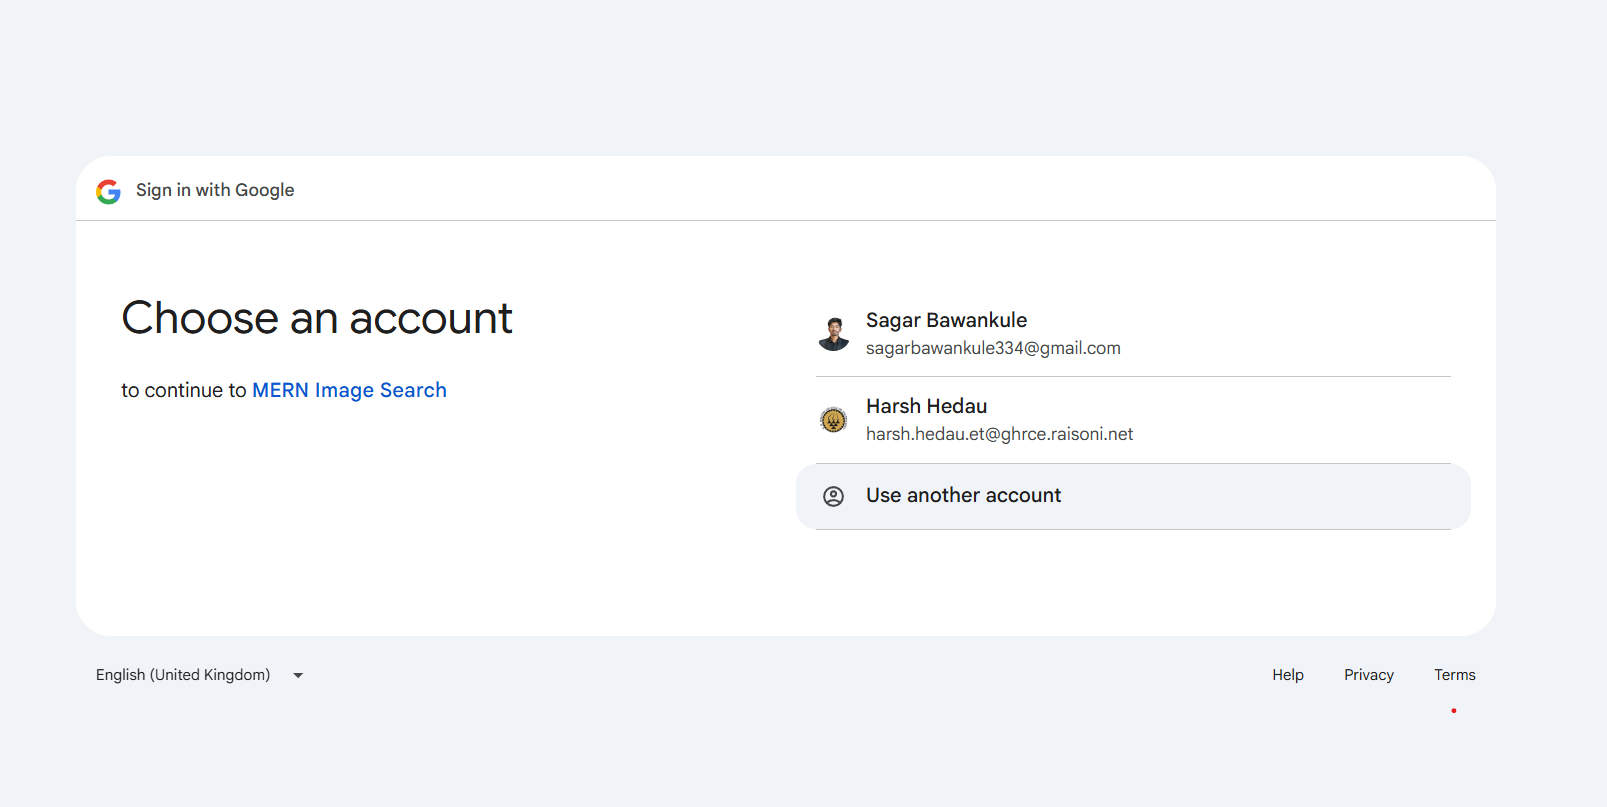 Sign in with Google
Choose an account
to continue to MERN Image Search
Sagar Bawankule
sagarbawankule334@gmail.com
Harsh Hedau
harsh.hedau.et@ghrce.raisoni.net
Use another account
English (United Kingdom)
Help
Privacy
Terms